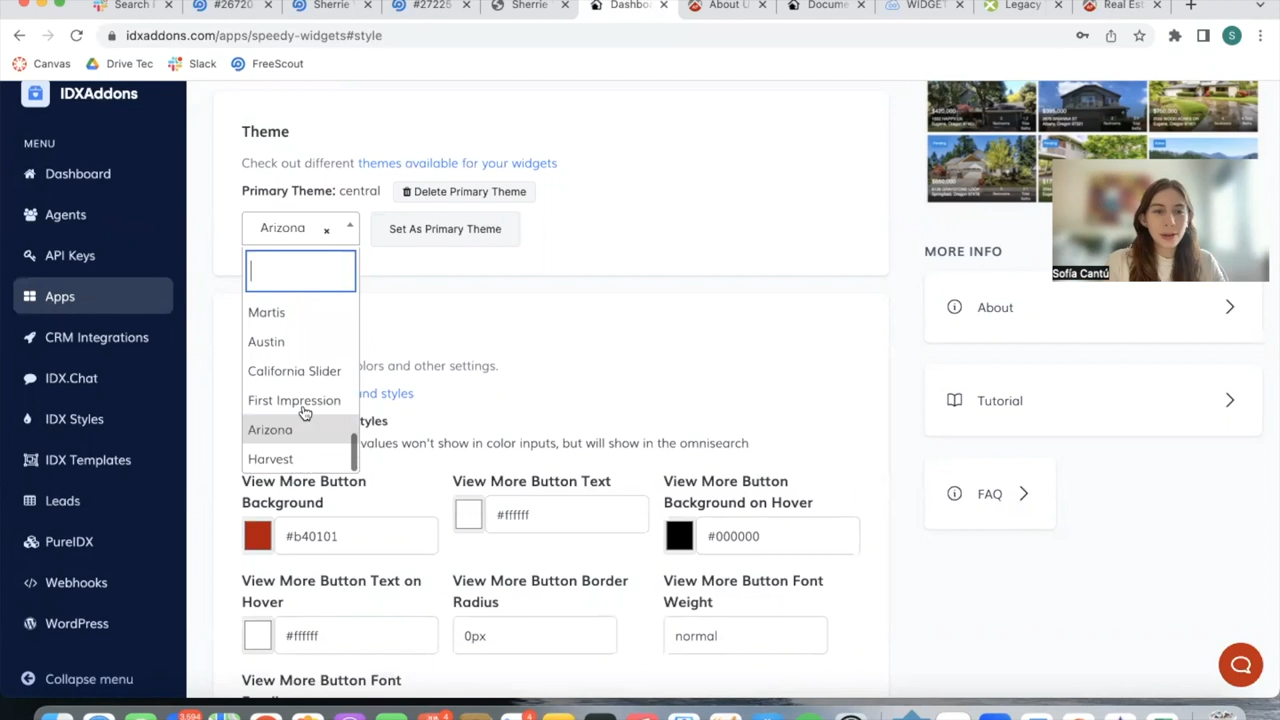 Search
#26720
Sherrie
#27225
Sherrie
Dashbo
About U
Docume
WIDGET
Legacy
Real Est
idxaddons.com/apps/speedy-widgets#style
S
Canvas
Drive Tec
Slack
FreeScout
IDXAddons
MENU
Dashboard
Agents
API Keys
Apps
CRM Integrations
IDX.Chat
IDX Styles
IDX Templates
Leads
PureIDX
Webhooks
WordPress
Collapse menu
Theme
Check out different themes available for your widgets
Primary Theme: central
Delete Primary Theme
Arizona ×
Set As Primary Theme
Martis
Austin
California Slider
First Impression
Arizona
Harvest
olors and other settings.
nd styles
tyles
values won't show in color inputs, but will show in the omnisearch
View More Button Background
#b40101
View More Button Text
#ffffff
View More Button Background on Hover
#000000
View More Button Text on Hover
#ffffff
View More Button Border Radius
0px
View More Button Font Weight
normal
View More Button Font
Sofía Cantú
MORE INFO
About
Tutorial
FAQ
3,594